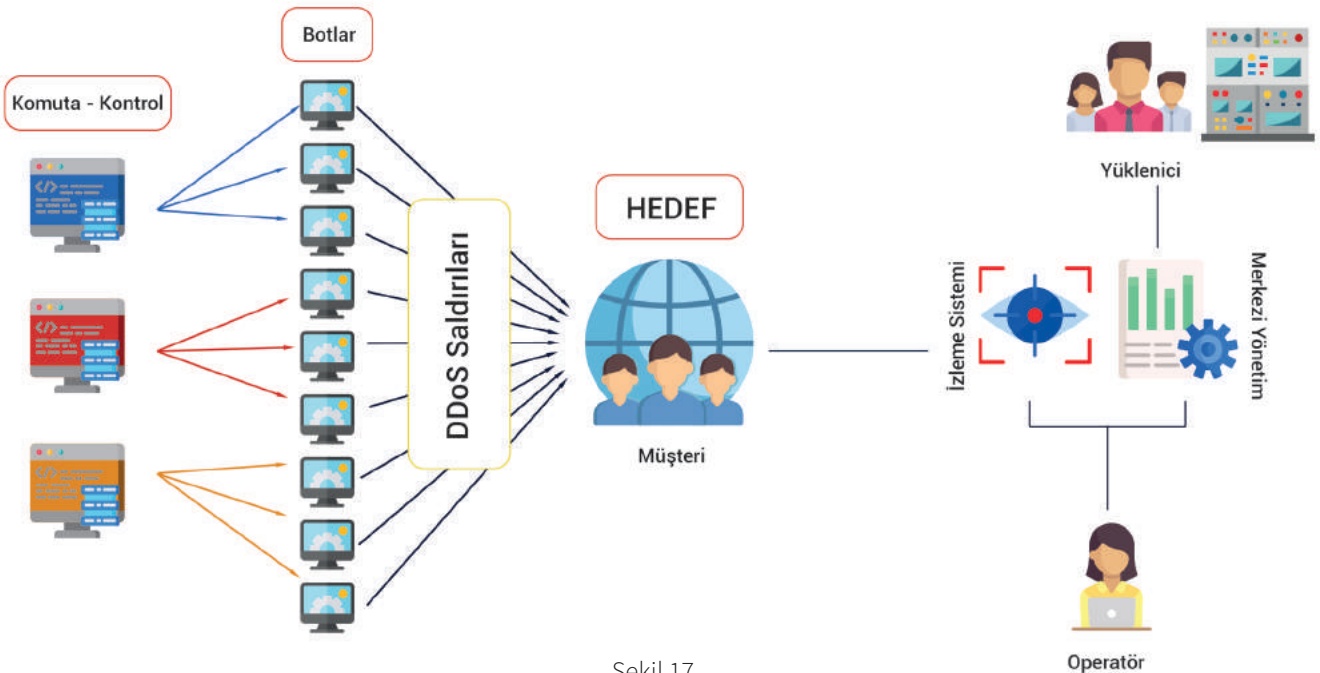 Botlar
Komuta - Kontrol
DDoS Saldırıları
HEDEF
Müşteri
Yüklenici
İzleme Sistemi
Merkezi Yönetim
Operatör
Şekil 17